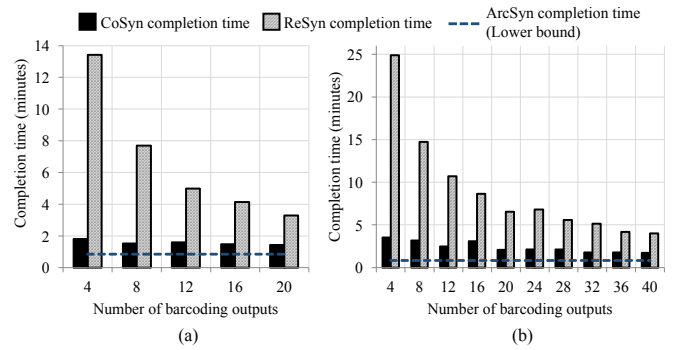 CoSyn completion time
ReSyn completion time
ArcSyn completion time
(Lower bound)
Completion time (minutes)
14
12
10
8
6
4
2
0
4 8 12 16 20
Number of barcoding outputs
(a)
Completion time (minutes)
25
20
15
10
5
0
4 8 12 16 20 24 28 32 36 40
Number of barcoding outputs
(b)